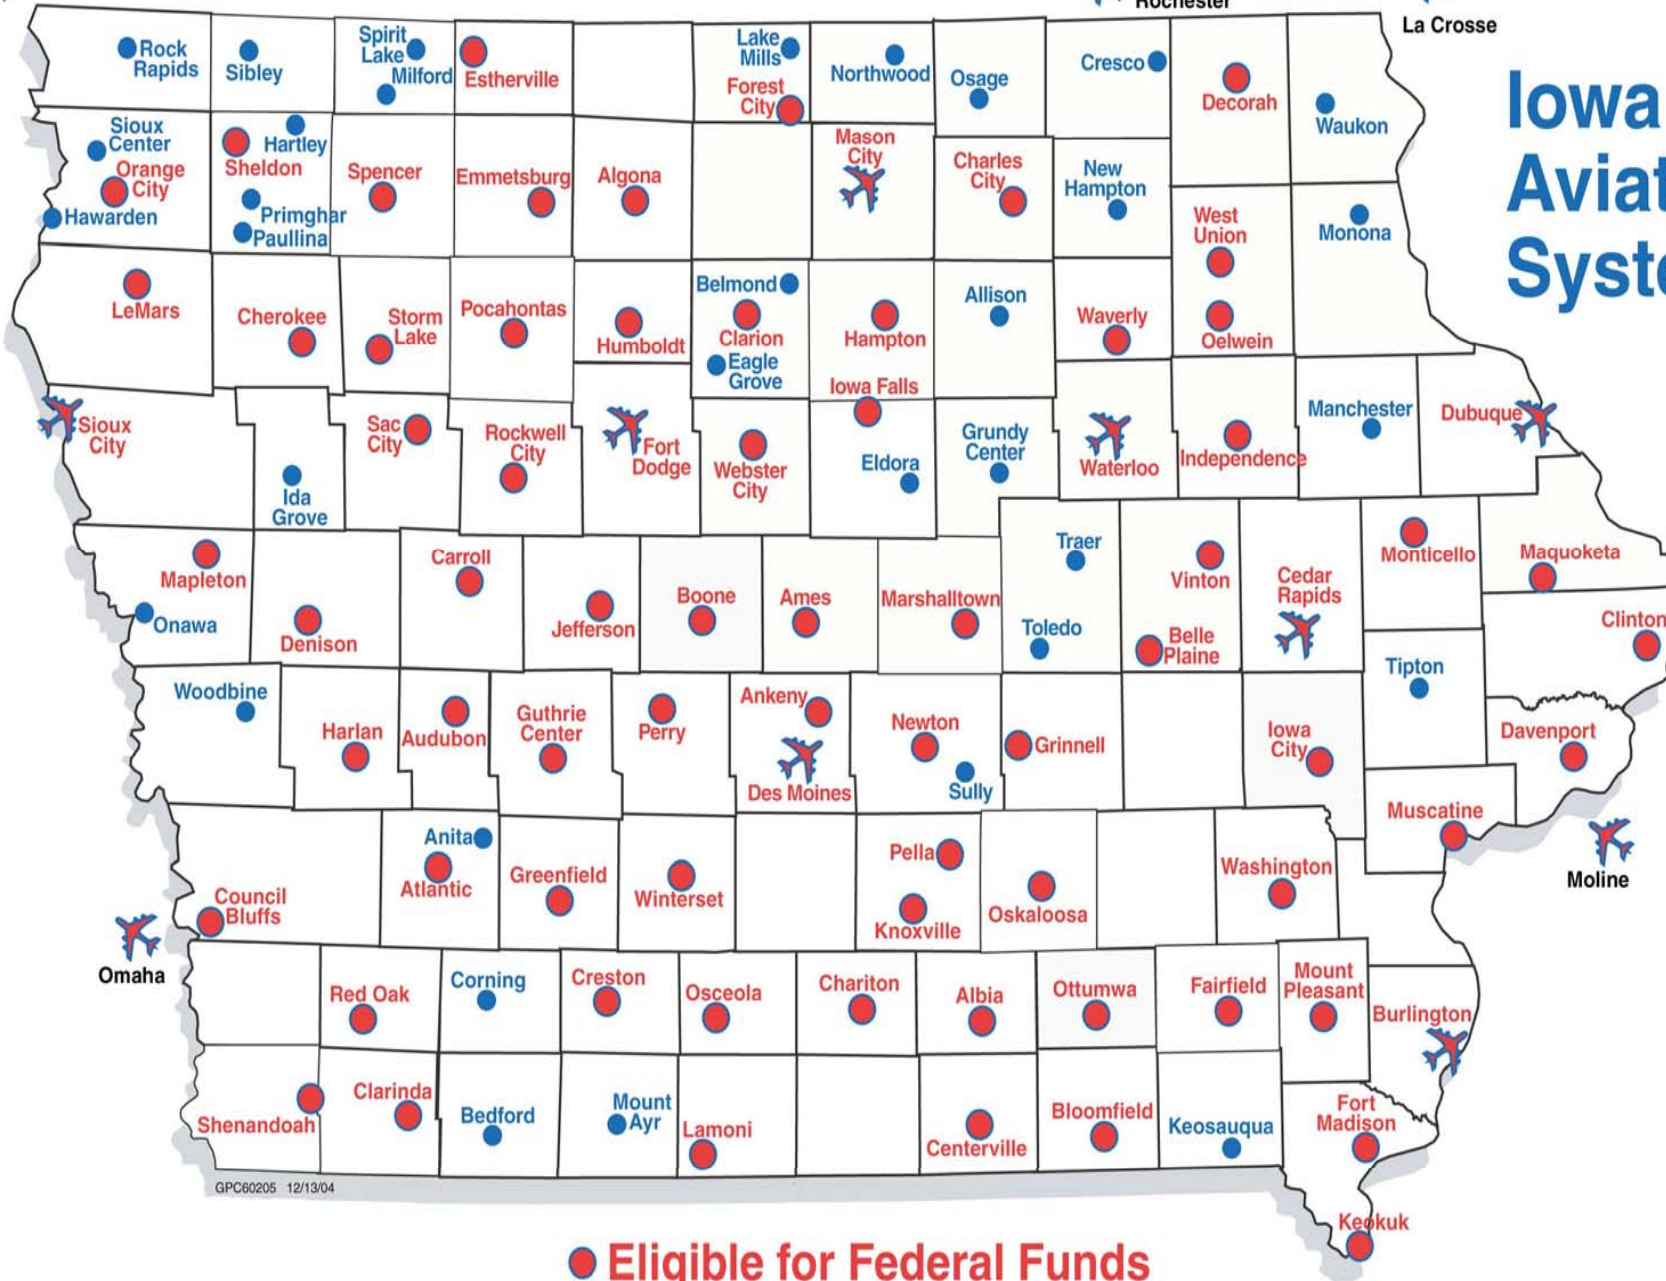 Rochester
La Crosse
Iowa
Aviat
Syste
Rock
Rapids
Sibley
Spirit
Lake
Milford
Estherville
Lake
Mills
Forest
City
Northwood
Osage
Cresco
Decorah
Waukon
Sioux
Center
Orange
City
Hawarden
Hartley
Sheldon
Primghar
Paullina
Spencer
Emmetsburg
Algona
Mason
City
Charles
City
New
Hampton
West
Union
Monona
LeMars
Cherokee
Storm
Lake
Pocahontas
Humboldt
Belmond
Clarion
Eagle
Grove
Hampton
Allison
Waverly
Oelwein
Iowa Falls
Sioux
City
Ida
Grove
Sac
City
Rockwell
City
Fort
Dodge
Webster
City
Eldora
Grundy
Center
Waterloo
Independence
Manchester
Dubuque
Mapleton
Onawa
Denison
Carroll
Jefferson
Boone
Ames
Marshalltown
Traer
Toledo
Vinton
Belle
Plaine
Cedar
Rapids
Monticello
Maquoketa
Clinton
Tipton
Woodbine
Harlan
Audubon
Guthrie
Center
Perry
Ankeny
Des Moines
Newton
Sully
Grinnell
Iowa
City
Davenport
Muscatine
Moline
Council
Bluffs
Anita
Atlantic
Greenfield
Winterset
Pella
Knoxville
Oskaloosa
Washington
Omaha
Red Oak
Corning
Creston
Osceola
Chariton
Albia
Ottumwa
Fairfield
Mount
Pleasant
Burlington
Shenandoah
Clarinda
Bedford
Mount
Ayr
Lamoni
Centerville
Bloomfield
Keosauqua
Fort
Madison
Keokuk
GPC60205 12/13/04
Eligible for Federal Funds